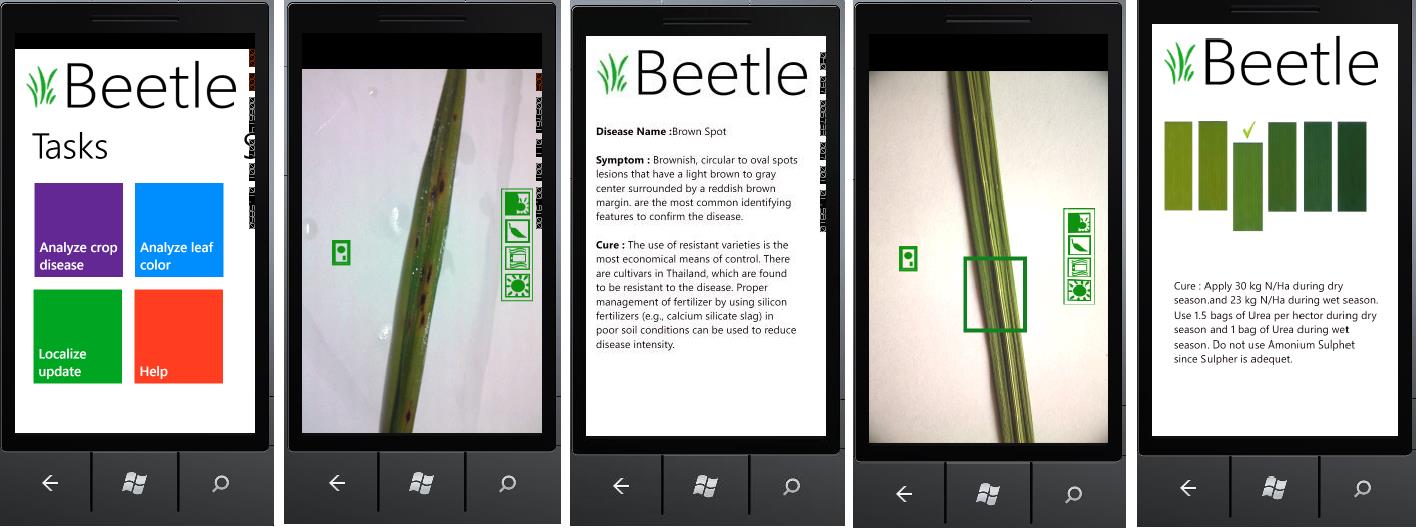 Beetle
Tasks
Analyze crop
disease
Analyze leaf
color
Localize
update
Help
Beetle
Disease Name :Brown Spot
Symptom : Brownish, circular to oval spots
lesions that have a light brown to gray
center surrounded by a reddish brown
margin. are the most common identifying
features to confirm the disease.
Cure : The use of resistant varieties is the
most economical means of control. There
are cultivars in Thailand, which are found
to be resistant to the disease. Proper
management of fertilizer by using silicon
fertilizers (e.g., calcium silicate slag) in
poor soil conditions can be used to reduce
disease intensity.
Beetle
Cure : Apply 30 kg N/Ha during dry
season.and 23 kg N/Ha during wet season.
Use 1.5 bags of Urea per hector during dry
season and 1 bag of Urea during wet
season. Do not use Amonium Sulphet
since Sulpher is adequet.